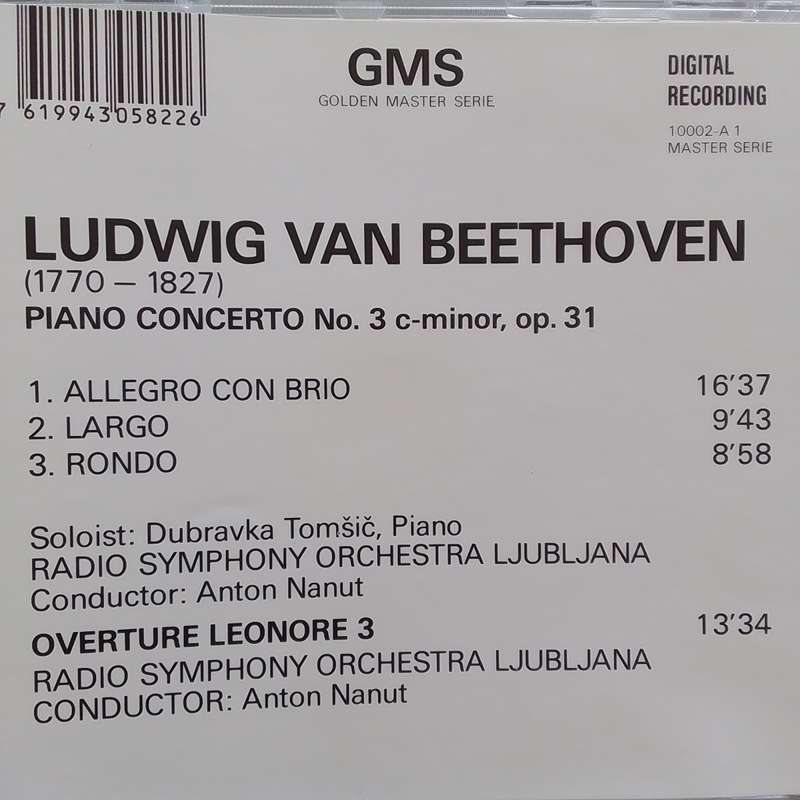 7 619943 058226
GMS
GOLDEN MASTER SERIE
DIGITAL
RECORDING
10002-A 1
MASTER SERIE
LUDWIG VAN BEETHOVEN
(1770 – 1827)
PIANO CONCERTO No. 3 c-minor, op. 31
1. ALLEGRO CON BRIO 16'37
2. LARGO 9'43
3. RONDO 8'58
Soloist: Dubravka Tomšič, Piano
RADIO SYMPHONY ORCHESTRA LJUBLJANA
Conductor: Anton Nanut
OVERTURE LEONORE 3 13'34
RADIO SYMPHONY ORCHESTRA LJUBLJANA
CONDUCTOR: Anton Nanut